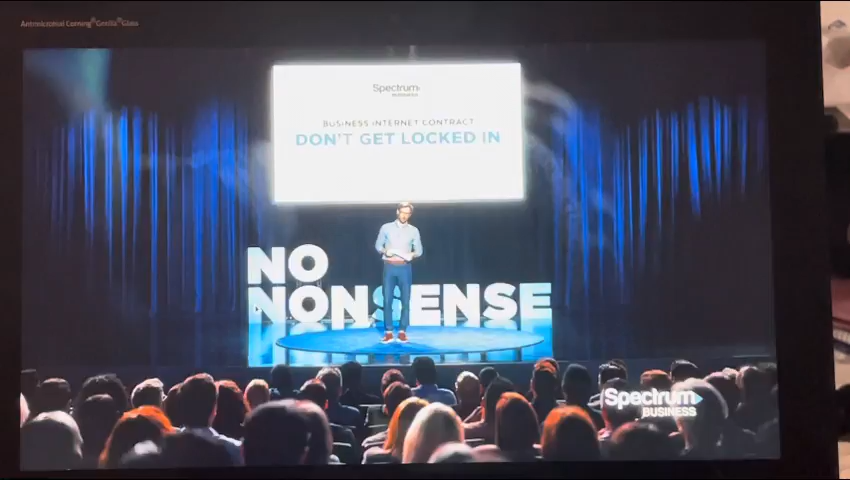 Antimicrobial Corning®Gorilla®Glass
Spectrum
BUSINESS
BUSINESS INTERNET CONTRACT
DON'T GET LOCKED IN
NO
NONSENSE
Spectrum
BUSINESS